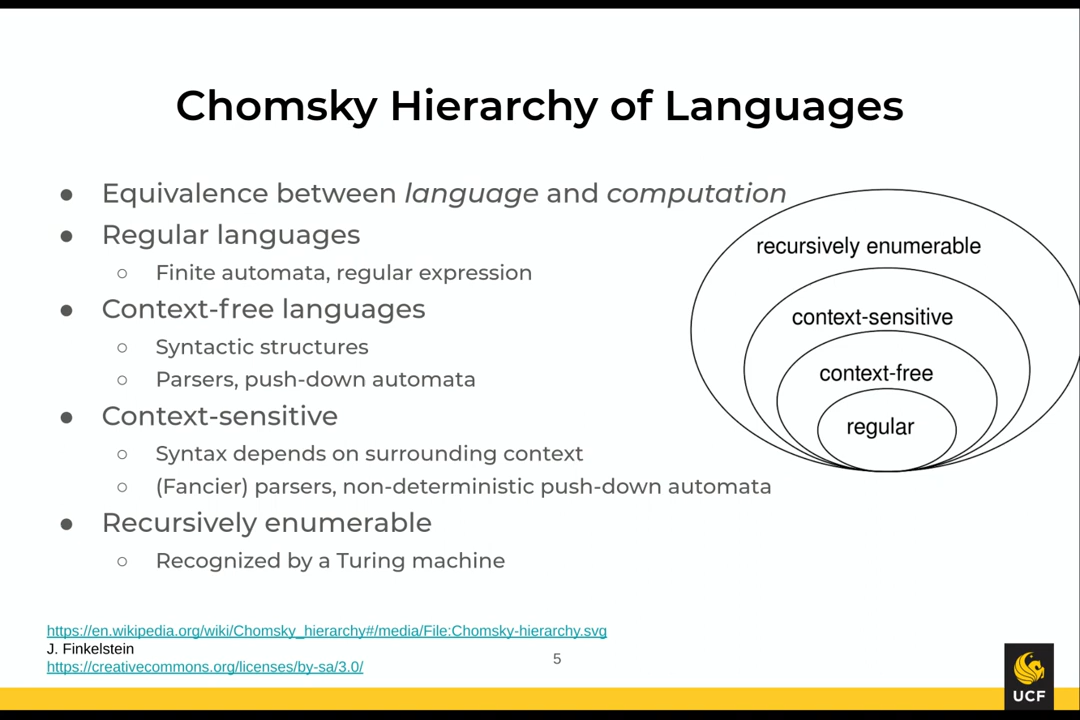 Chomsky Hierarchy of Languages
● Equivalence between language and computation
● Regular languages
○ Finite automata, regular expression
● Context-free languages
○ Syntactic structures
○ Parsers, push-down automata
● Context-sensitive
○ Syntax depends on surrounding context
○ (Fancier) parsers, non-deterministic push-down automata
● Recursively enumerable
○ Recognized by a Turing machine
recursively enumerable
context-sensitive
context-free
regular
https://en.wikipedia.org/wiki/Chomsky_hierarchy#/media/File:Chomsky-hierarchy.svg
J. Finkelstein
https://creativecommons.org/licenses/by-sa/3.0/
5
UCF